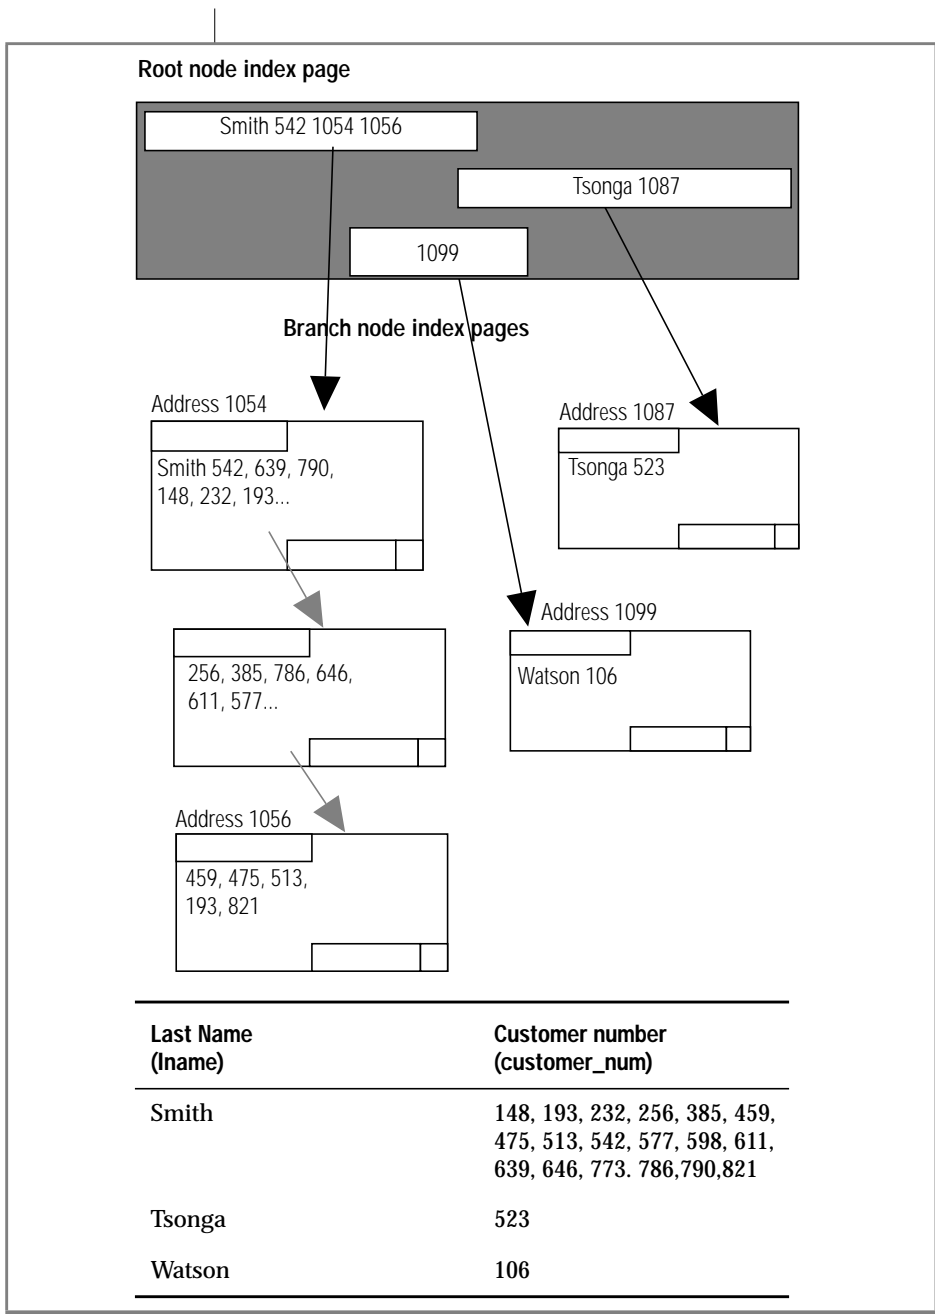 Root node index page
Smith 542 1054 1056
Tsonga 1087
1099
Branch node index pages
Address 1054
Smith 542, 639, 790,
148, 232, 193...
Address 1087
Tsonga 523
256, 385, 786, 646,
611, 577...
Address 1099
Watson 106
Address 1056
459, 475, 513,
193, 821
Last Name
(lname)
Customer number
(customer_num)
Smith
148, 193, 232, 256, 385, 459,
475, 513, 542, 577, 598, 611,
639, 646, 773. 786,790,821
Tsonga
523
Watson
106